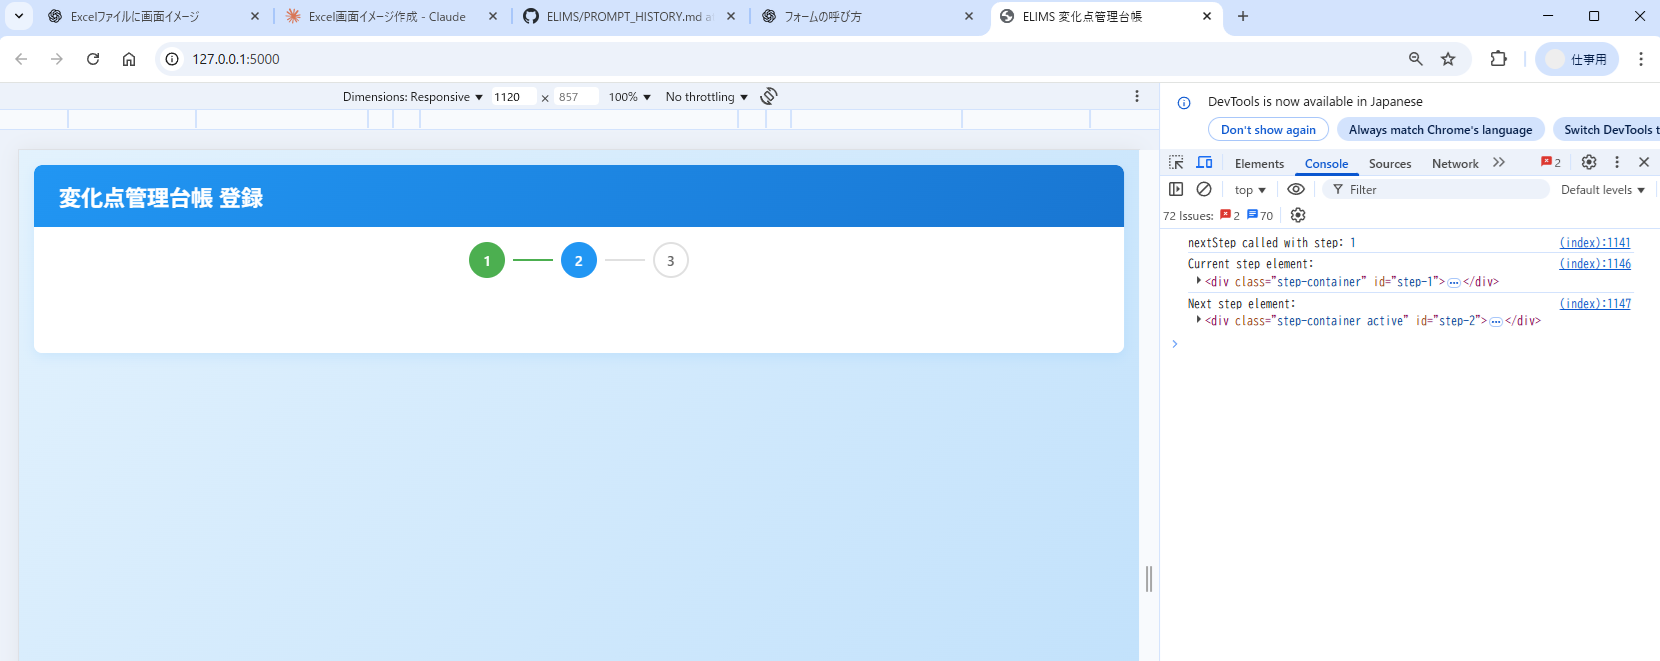 Excelファイルに画面イメージ
Excel画面イメージ作成 - Claude
ELIMS/PROMPT_HISTORY.md a
フォームの呼び方
ELIMS 変化点管理台帳
127.0.0.1:5000
仕事用
Dimensions: Responsive 1120 × 857 100% No throttling
DevTools is now available in Japanese
Don't show again Always match Chrome's language Switch DevTools t
Elements Console Sources Network 2
top Filter Default levels
72 Issues: 2 70
変化点管理台帳 登録
1 2 3
nextStep called with step: 1 (index):1141
Current step element: (index):1146
<div class="step-container" id="step-1">…</div>
Next step element: (index):1147
<div class="step-container active" id="step-2">…</div>